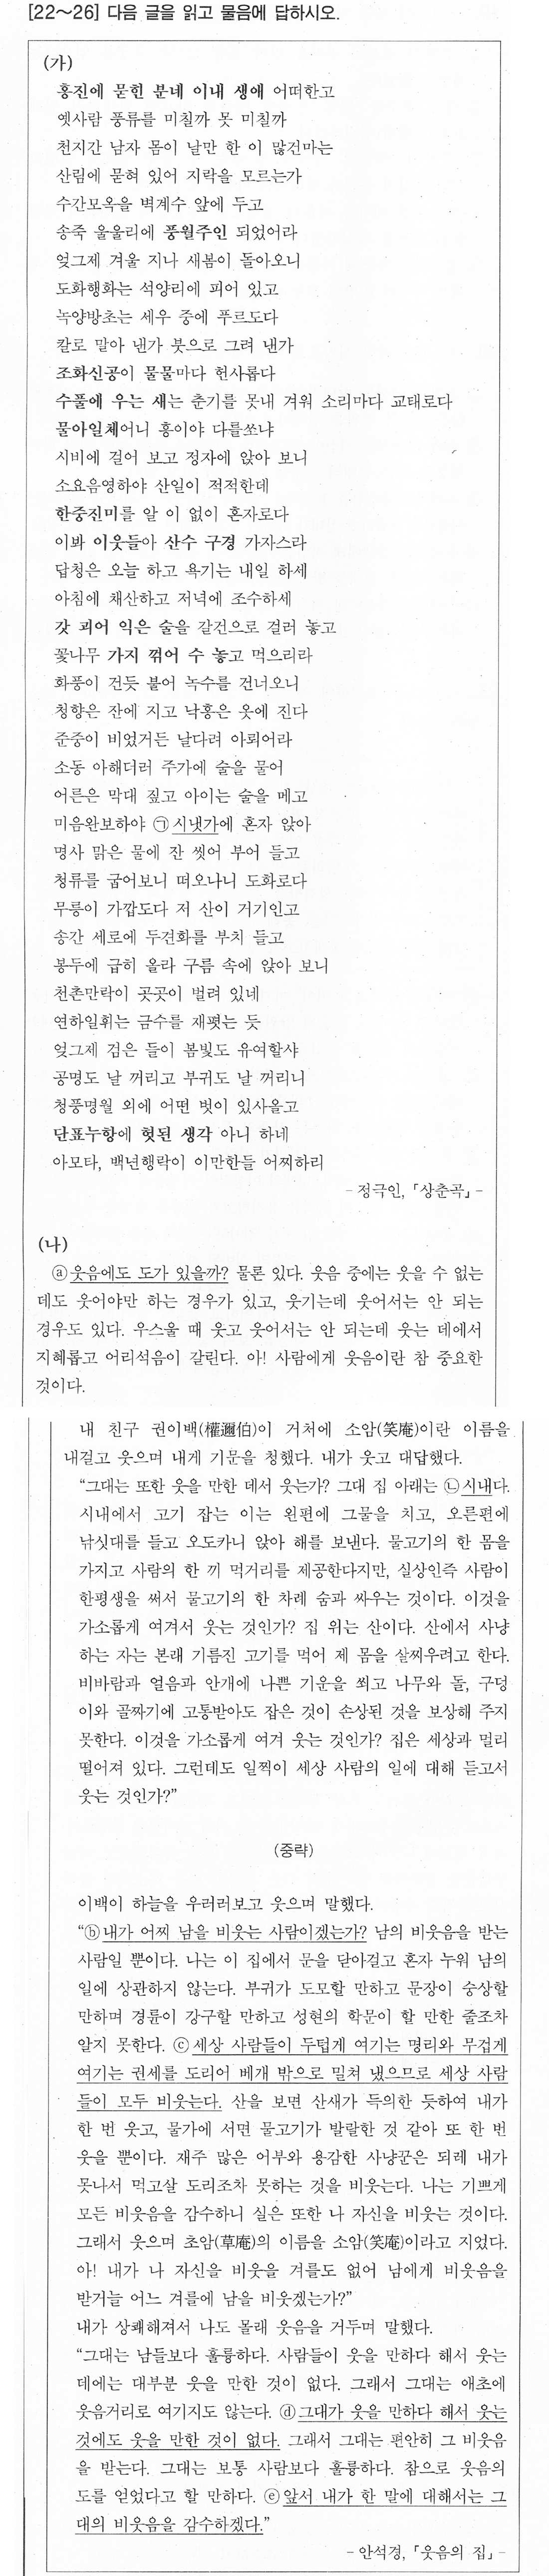 [22~26] 다음 글을 읽고 물음에 답하시오.
(가)
홍진에 묻힌 분네 이내 생애 어떠한고
옛사람 풍류를 미칠까 못 미칠까
천지간 남자 몸이 날만 한 이 많건마는
산림에 묻혀 있어 지락을 모르는가
수간모옥을 벽계수 앞에 두고
송죽 울울리에 풍월주인 되었어라
엊그제 겨울 지나 새봄이 돌아오니
도화행화는 석양리에 피어 있고
녹양방초는 세우 중에 푸르도다
칼로 말아 낸가 붓으로 그려 낸가
조화신공이 물물마다 헌사롭다
수풀에 우는 새는 춘기를 못내 겨워 소리마다 교태로다
물아일체어니 흥이야 다를쏘냐
시비에 걸어 보고 정자에 앉아 보니
소요음영하야 산일이 적적한데
한중진미를 알 이 없이 혼자로다
이봐 이웃들아 산수 구경 가자스라
답청은 오늘 하고 욕기는 내일 하세
아침에 채산하고 저녁에 조수하세
갓 괴어 익은 술을 갈건으로 걸러 놓고
꽃나무 가지 꺾어 수 놓고 먹으리라
화풍이 건듯 불어 녹수를 건너오니
청향은 잔에 지고 낙홍은 옷에 진다
준중이 비었거든 날다려 아뢰어라
소동 아해더러 주가에 술을 물어
어른은 막대 짚고 아이는 술을 메고
미음완보하야 ㉠시냇가에 혼자 앉아
명사 맑은 물에 잔 씻어 부어 들고
청류를 굽어보니 떠오나니 도화로다
무릉이 가깝도다 저 산이 거기인고
송간 세로에 두견화를 부치 들고
봉두에 급히 올라 구름 속에 앉아 보니
천촌만락이 곳곳이 벌려 있네
연하일휘는 금수를 재폇는 듯
엊그제 검은 들이 봄빛도 유여할샤
공명도 날 꺼리고 부귀도 날 꺼리니
청풍명월 외에 어떤 벗이 있사올고
단표누항에 헛된 생각 아니 하네
아모타, 백년행락이 이만한들 어찌하리
- 정극인, 「상춘곡」 -
(나)
ⓐ웃음에도 도가 있을까? 물론 있다. 웃음 중에는 웃을 수 없는
데도 웃어야만 하는 경우가 있고, 웃기는데 웃어서는 안 되는
경우도 있다. 우스울 때 웃고 웃어서는 안 되는데 웃는 데에서
지혜롭고 어리석음이 갈린다. 아! 사람에게 웃음이란 참 중요한
것이다.
내 친구 권이백(權邇伯)이 거처에 소암(笑庵)이란 이름을
내걸고 웃으며 내게 기문을 청했다. 내가 웃고 대답했다.
“그대는 또한 웃을 만한 데서 웃는가? 그대 집 아래는 ㉡시내다.
시내에서 고기 잡는 이는 왼편에 그물을 치고, 오른편에
낚싯대를 들고 오도카니 앉아 해를 보낸다. 물고기의 한 몸을
가지고 사람의 한 끼 먹거리를 제공한다지만, 실상인즉 사람이
한평생을 써서 물고기의 한 차례 숨과 싸우는 것이다. 이것을
가소롭게 여겨서 웃는 것인가? 집 위는 산이다. 산에서 사냥
하는 자는 본래 기름진 고기를 먹어 제 몸을 살찌우려고 한다.
비바람과 얼음과 안개에 나쁜 기운을 쐬고 나무와 돌, 구덩
이와 골짜기에 고통받아도 잡은 것이 손상된 것을 보상해 주지
못한다. 이것을 가소롭게 여겨 웃는 것인가? 집은 세상과 멀리
떨어져 있다. 그런데도 일찍이 세상 사람의 일에 대해 듣고서
웃는 것인가?”
(중략)
이백이 하늘을 우러러보고 웃으며 말했다.
“ⓑ내가 어찌 남을 비웃는 사람이겠는가? 남의 비웃음을 받는
사람일 뿐이다. 나는 이 집에서 문을 닫아걸고 혼자 누워 남의
일에 상관하지 않는다. 부귀가 도모할 만하고 문장이 숭상할
만하며 경륜이 강구할 만하고 성현의 학문이 할 만한 줄조차
알지 못한다. ⓒ세상 사람들이 두텁게 여기는 명리와 무겁게
여기는 권세를 도리어 베개 밖으로 밀쳐 냈으므로 세상 사람
들이 모두 비웃는다. 산을 보면 산새가 득의한 듯하여 내가
한 번 웃고, 물가에 서면 물고기가 발랄한 것 같아 또 한 번
웃을 뿐이다. 재주 많은 어부와 용감한 사냥꾼은 되레 내가
못나서 먹고살 도리조차 못하는 것을 비웃는다. 나는 기쁘게
모든 비웃음을 감수하니 실은 또한 나 자신을 비웃는 것이다.
그래서 웃으며 초암(草庵)의 이름을 소암(笑庵)이라고 지었다.
아! 내가 나 자신을 비웃을 겨를도 없어 남에게 비웃음을
받거늘 어느 겨를에 남을 비웃겠는가?”
내가 상쾌해져서 나도 몰래 웃음을 거두며 말했다.
“그대는 남들보다 훌륭하다. 사람들이 웃을 만하다 해서 웃는
데에는 대부분 웃을 만한 것이 없다. 그래서 그대는 애초에
웃음거리로 여기지도 않는다. ⓓ그대가 웃을 만하다 해서 웃는
것에도 웃을 만한 것이 없다. 그래서 그대는 편안히 그 비웃음
을 받는다. 그대는 보통 사람보다 훌륭하다. 참으로 웃음의
도를 얻었다고 할 만하다. ⓔ앞서 내가 한 말에 대해서는 그
대의 비웃음을 감수하겠다.”
- 안석경, 「웃음의 집」 -